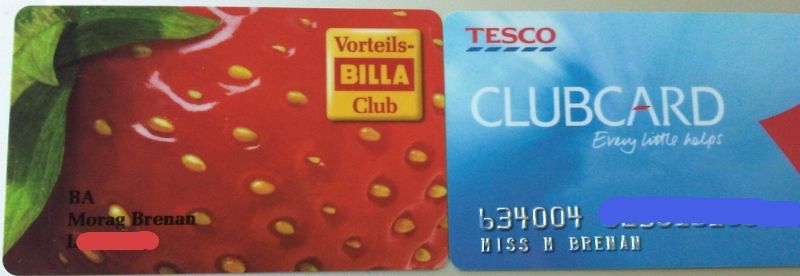 Vorteils-
BILLA
Club
BA
Morag Brenan
TESCO
CLUBCARD
Every little helps
634004
MISS M BRENAN